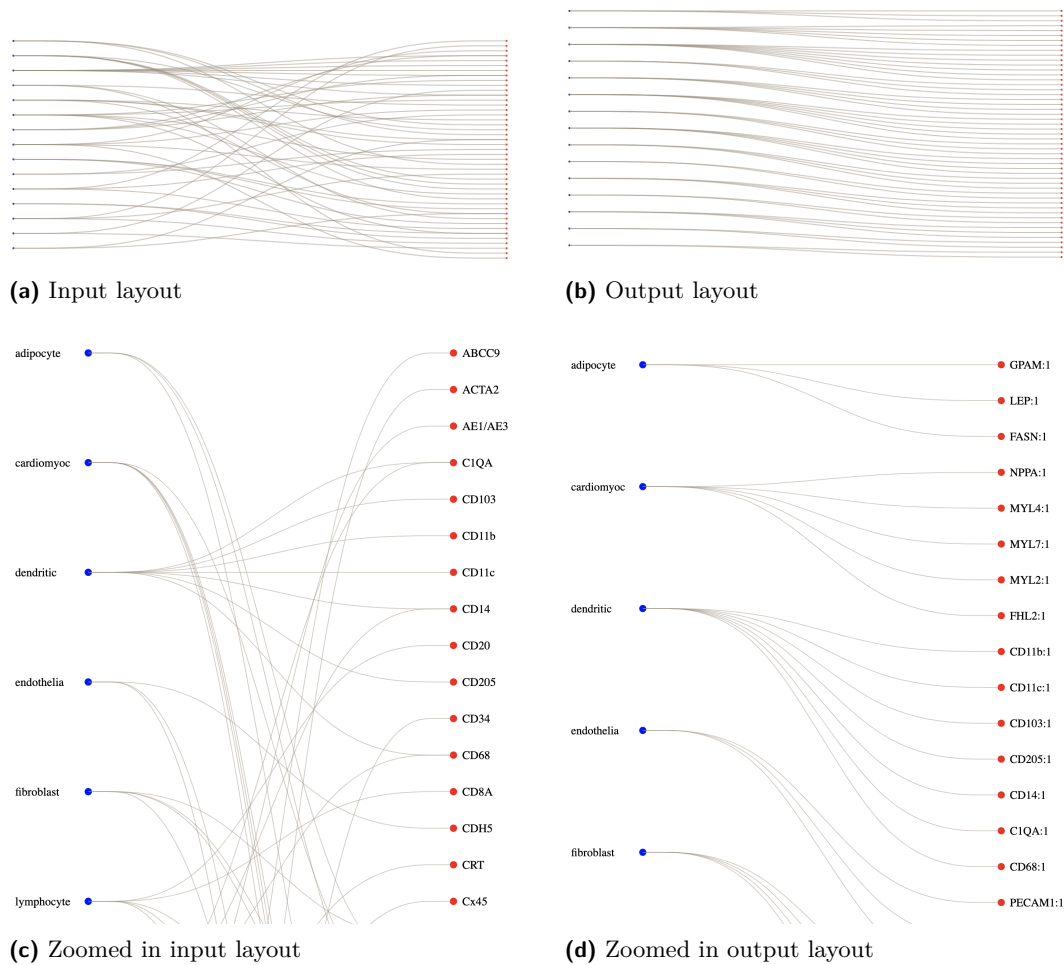 (a) Input layout
(b) Output layout
adipocyte
cardiomyoc
dendritic
endothelia
fibroblast
lymphocyte
ABCC9
ACTA2
AE1/AE3
C1QA
CD103
CD11b
CD11c
CD14
CD20
CD205
CD34
CD68
CD8A
CDH5
CRT
Cx45
(c) Zoomed in input layout
adipocyte
cardiomyoc
dendritic
endothelia
fibroblast
GPAM:1
LEP:1
FASN:1
NPPA:1
MYL4:1
MYL7:1
MYL2:1
FHL2:1
CD11b:1
CD11c:1
CD103:1
CD205:1
CD14:1
C1QA:1
CD68:1
PECAM1:1
(d) Zoomed in output layout